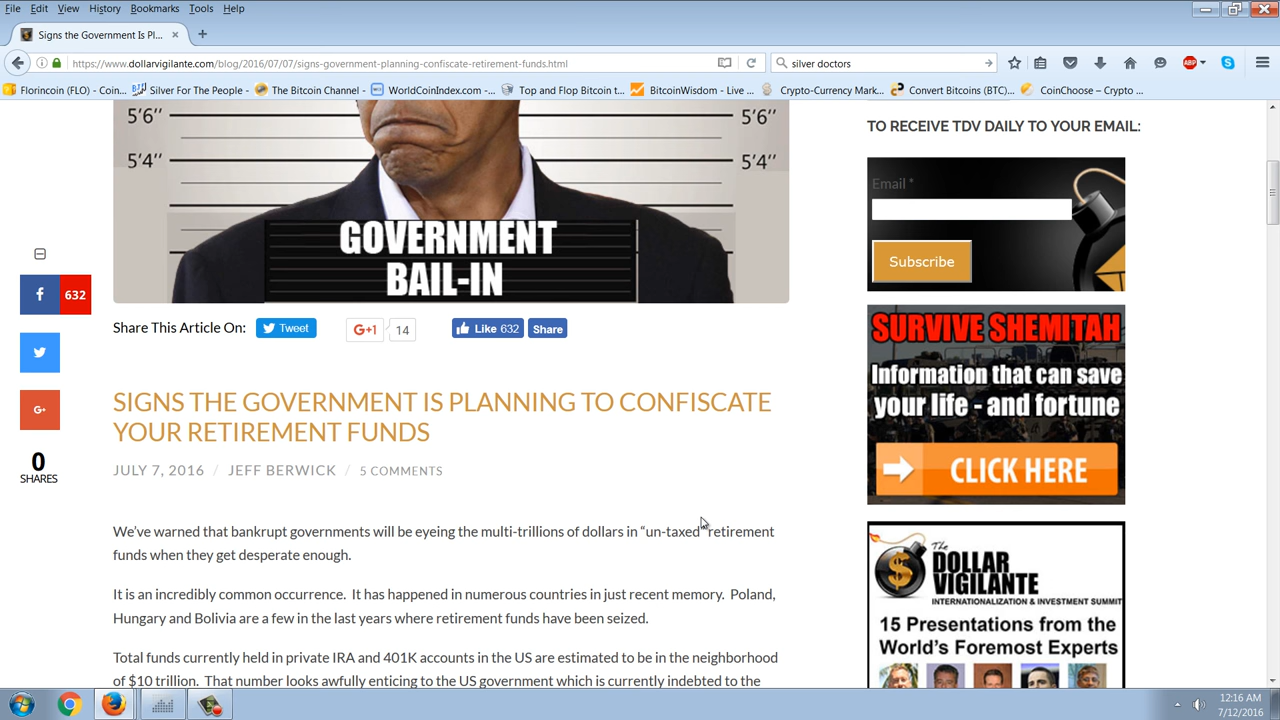 File Edit View History Bookmarks Tools Help
Signs the Government Is Pl...
https://www.dollarvigilante.com/blog/2016/07/07/signs-government-planning-confiscate-retirement-funds.html
silver doctors
Florincoin (FLO) - Coin...
Silver For The People - ...
The Bitcoin Channel - ...
WorldCoinIndex.com - ...
Top and Flop Bitcoin t...
BitcoinWisdom - Live ...
Crypto-Currency Mark...
Convert Bitcoins (BTC)...
CoinChoose – Crypto ...
5'6'' 5'6''
5'4'' 5'4''
GOVERNMENT
BAIL-IN
632
0
SHARES
Share This Article On: Tweet G+1 14 Like 632 Share
SIGNS THE GOVERNMENT IS PLANNING TO CONFISCATE
YOUR RETIREMENT FUNDS
JULY 7, 2016 / JEFF BERWICK / 5 COMMENTS
We've warned that bankrupt governments will be eyeing the multi-trillions of dollars in “un-taxed” retirement
funds when they get desperate enough.
It is an incredibly common occurrence. It has happened in numerous countries in just recent memory. Poland,
Hungary and Bolivia are a few in the last years where retirement funds have been seized.
Total funds currently held in private IRA and 401K accounts in the US are estimated to be in the neighborhood
of $10 trillion. That number looks awfully enticing to the US government which is currently indebted to the
TO RECEIVE TDV DAILY TO YOUR EMAIL:
Email *
Subscribe
SURVIVE SHEMITAH
Information that can save
your life - and fortune
CLICK HERE
The
DOLLAR
VIGILANTE
INTERNATIONALIZATION & INVESTMENT SUMMIT
15 Presentations from the
World's Foremost Experts
12:16 AM
7/12/2016